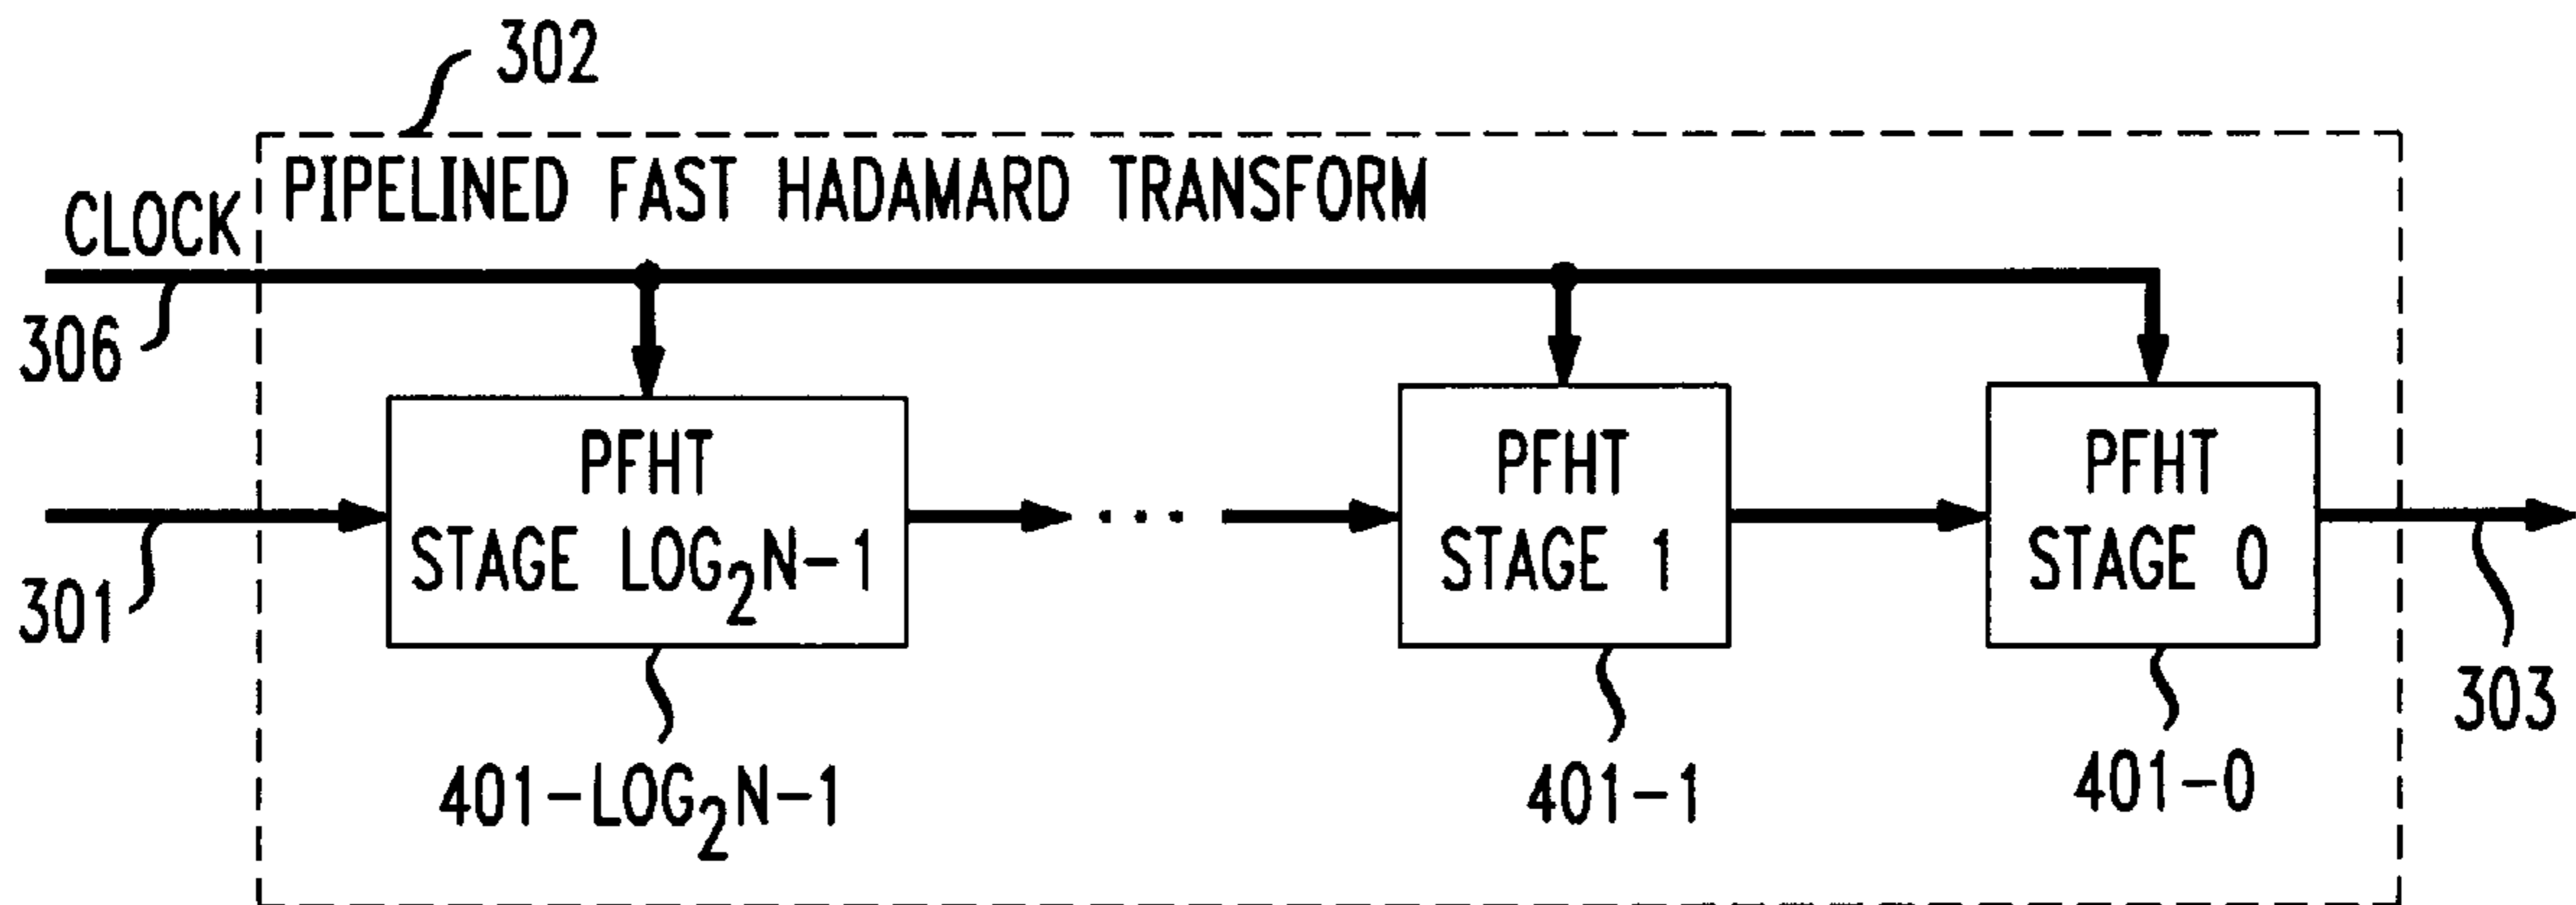 302
PIPELINED FAST HADAMARD TRANSFORM
CLOCK
306
PFHT
STAGE LOG₂N-1
...
PFHT
STAGE 1
PFHT
STAGE 0
301
303
401-LOG₂N-1
401-1
401-0